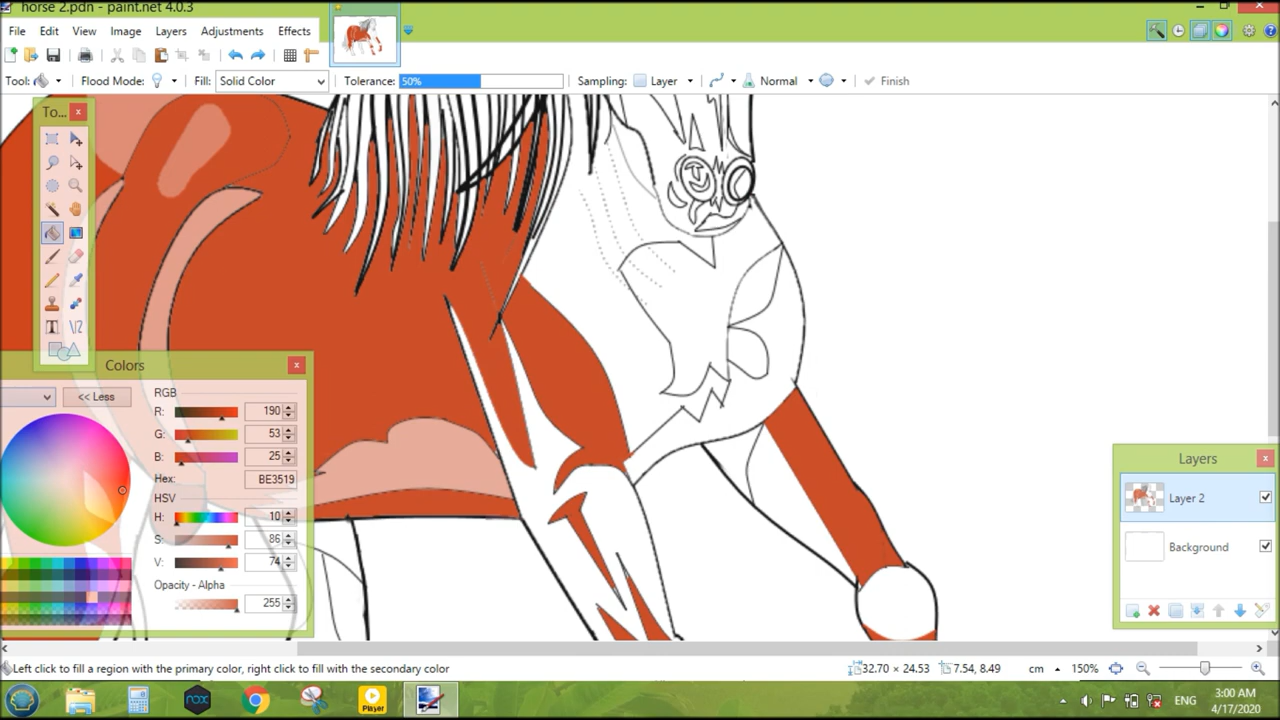 horse 2.pdn - paint.net 4.0.3
File Edit View Image Layers Adjustments Effects
Tool: Flood Mode: Fill: Solid Color Tolerance: 50% Sampling: Layer Normal Finish
To...
Colors
<< Less
RGB
R: 190
G: 53
B: 25
Hex: BE3519
HSV
H: 10
S: 86
V: 74
Opacity - Alpha
255
Layers
Layer 2
Background
Left click to fill a region with the primary color, right click to fill with the secondary color
32.70 × 24.53 7.54, 8.49 cm 150%
nox
Player
ENG
3:00 AM
4/17/2020